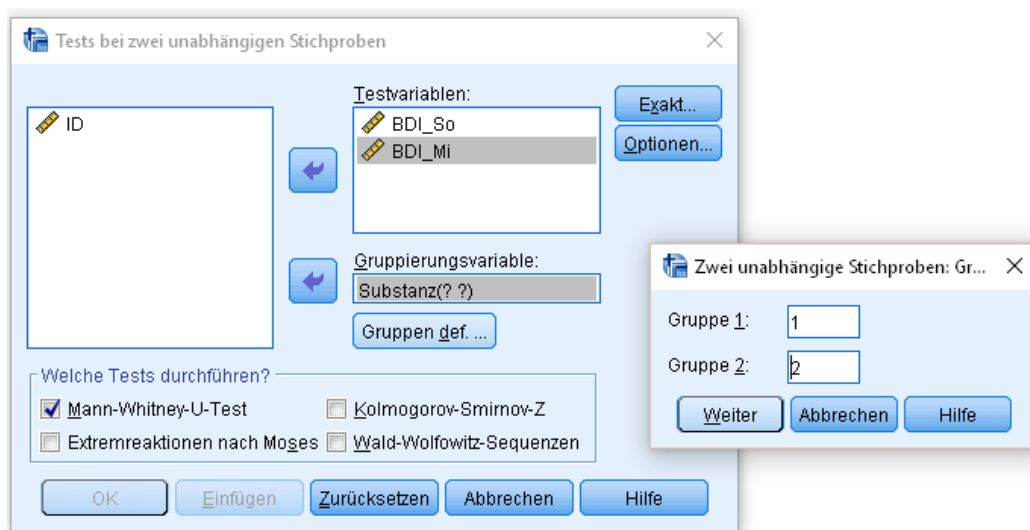 Tests bei zwei unabhängigen Stichproben
ID
Testvariablen:
BDI_So
BDI_Mi
Exakt...
Optionen...
Gruppierungsvariable:
Substanz(? ?)
Gruppen def. ...
Welche Tests durchführen?
Mann-Whitney-U-Test
Kolmogorov-Smirnov-Z
Extremreaktionen nach Moses
Wald-Wolfowitz-Sequenzen
OK
Einfügen
Zurücksetzen
Abbrechen
Hilfe
Zwei unabhängige Stichproben: Gr...
Gruppe 1:
1
Gruppe 2:
2
Weiter
Abbrechen
Hilfe